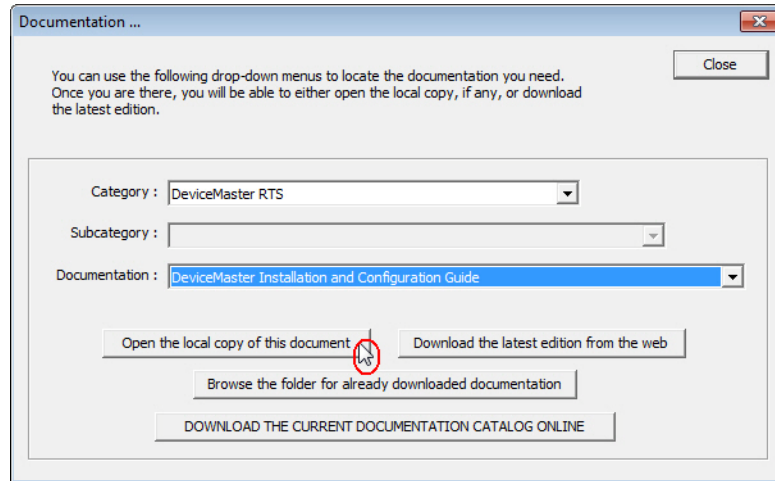 Documentation ...
Close
You can use the following drop-down menus to locate the documentation you need.
Once you are there, you will be able to either open the local copy, if any, or download
the latest edition.
Category : DeviceMaster RTS
Subcategory :
Documentation : DeviceMaster Installation and Configuration Guide
Open the local copy of this document Download the latest edition from the web
Browse the folder for already downloaded documentation
DOWNLOAD THE CURRENT DOCUMENTATION CATALOG ONLINE